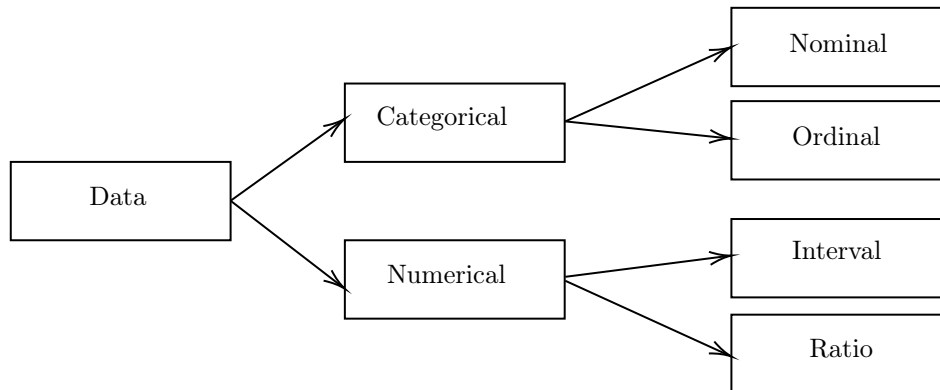 Nominal
Categorical
Ordinal
Data
Interval
Numerical
Ratio